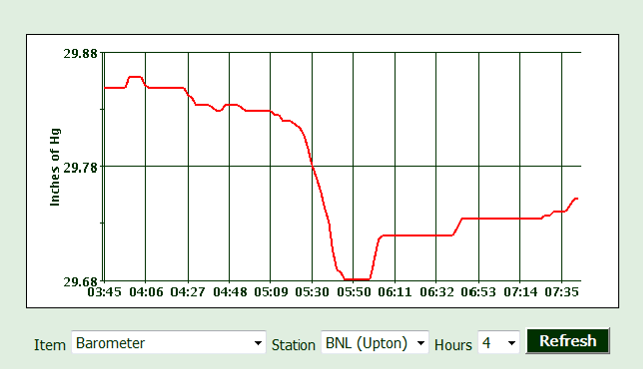 29.88
29.78
29.68
Inches of Hg
03:45 04:06 04:27 04:48 05:09 05:30 05:50 06:11 06:32 06:53 07:14 07:35
Item Barometer Station BNL (Upton) Hours 4 Refresh